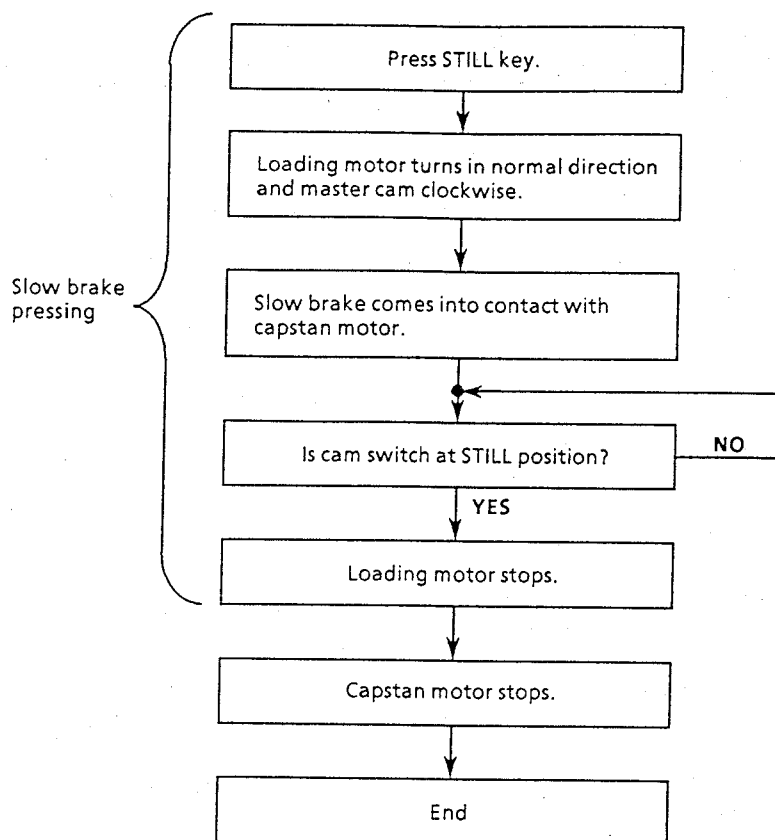 Press STILL key.
Loading motor turns in normal direction
and master cam clockwise.
Slow brake
pressing
Slow brake comes into contact with
capstan motor.
Is cam switch at STILL position?
NO
YES
Loading motor stops.
Capstan motor stops.
End